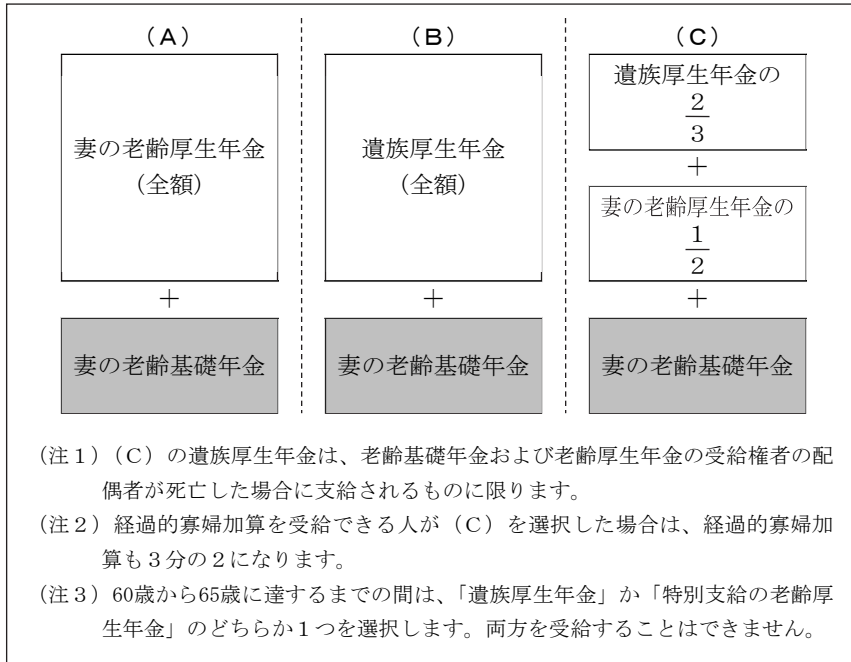 （A）
（B）
（C）
妻の老齢厚生年金
（全額）
＋
妻の老齢基礎年金
遺族厚生年金
（全額）
＋
妻の老齢基礎年金
遺族厚生年金の
2
3
＋
妻の老齢厚生年金の
1
2
＋
妻の老齢基礎年金
（注１）（C）の遺族厚生年金は、老齢基礎年金および老齢厚生年金の受給権者の配
偶者が死亡した場合に支給されるものに限ります。
（注２）経過的寡婦加算を受給できる人が（C）を選択した場合は、経過的寡婦加
算も３分の２になります。
（注３）60歳から65歳に達するまでの間は、「遺族厚生年金」か「特別支給の老齢厚
生年金」のどちらか１つを選択します。両方を受給することはできません。